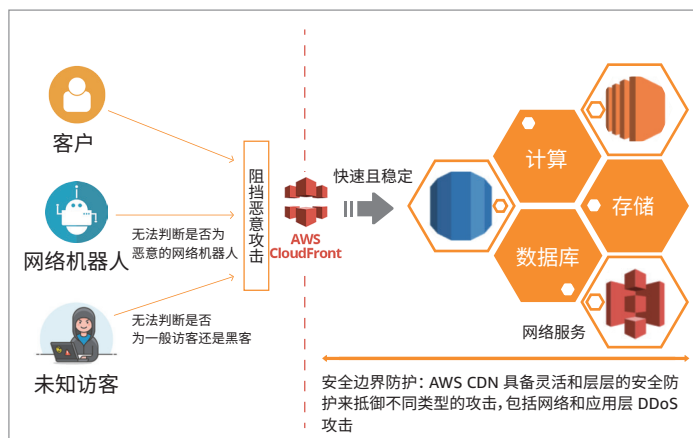 客户
网络机器人
无法判断是否为
恶意的网络机器人
未知访客
无法判断是否
为一般访客还是黑客
阻挡恶意攻击
AWS
CloudFront
快速且稳定
计算
存储
数据库
网络服务
安全边界防护：AWS CDN 具备灵活和层层的安全防
护来抵御不同类型的攻击，包括网络和应用层 DDoS
攻击